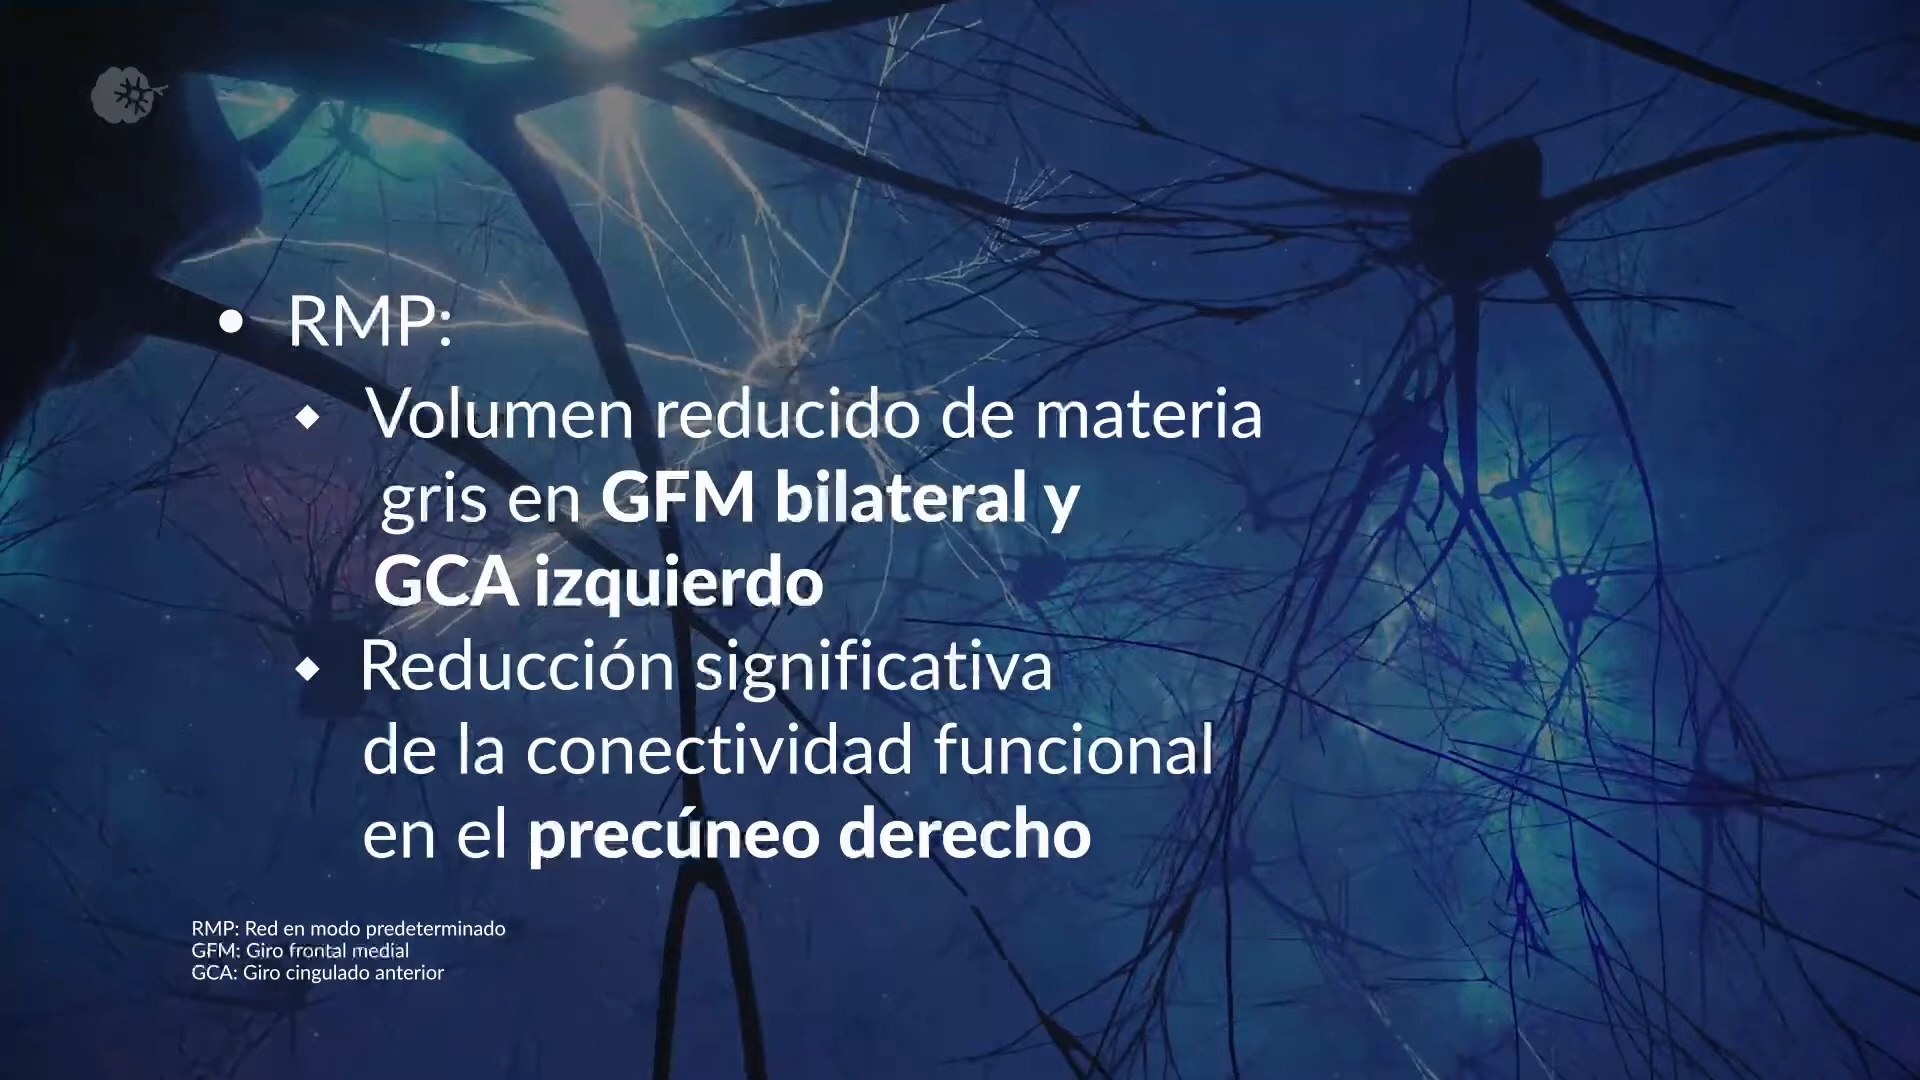 • RMP:
◆ Volumen reducido de materia
gris en GFM bilateral y
GCA izquierdo
◆ Reducción significativa
de la conectividad funcional
en el precúneo derecho
RMP: Red en modo predeterminado
GFM: Giro frontal medial
GCA: Giro cingulado anterior